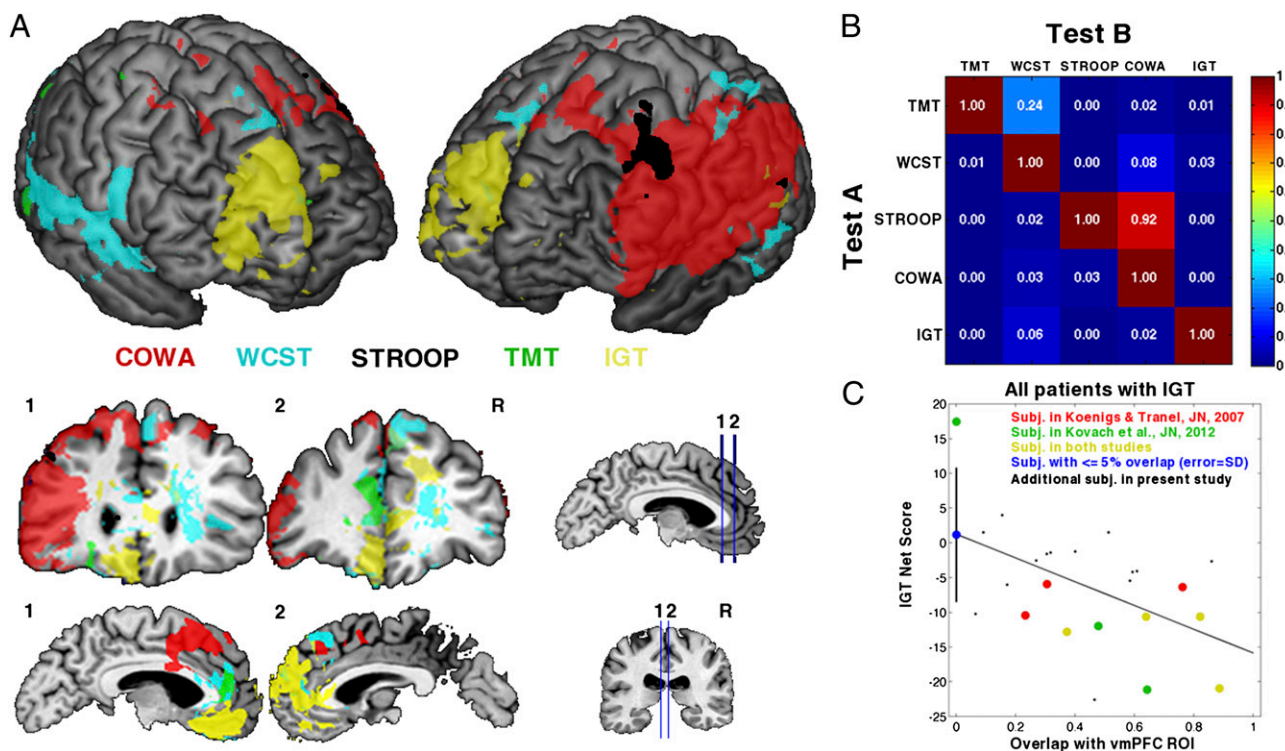 A
COWA WCST STROOP TMT IGT
1 2 R
1 2
1 2
1 2 R
B
Test B
TMT WCST STROOP COWA IGT
Test A
TMT 1.00 0.24 0.00 0.02 0.01
WCST 0.01 1.00 0.00 0.08 0.03
STROOP 0.00 0.02 1.00 0.92 0.00
COWA 0.00 0.03 0.03 1.00 0.00
IGT 0.00 0.06 0.00 0.02 1.00
1
0
C
All patients with IGT
Subj. in Koenigs & Tranel, JN, 2007
Subj. in Kovach et al., JN, 2012
Subj. in both studies
Subj. with <= 5% overlap (error=SD)
Additional subj. in present study
IGT Net Score
20
15
10
5
0
-5
-10
-15
-20
-25
0 0.2 0.4 0.6 0.8 1
Overlap with vmPFC ROI